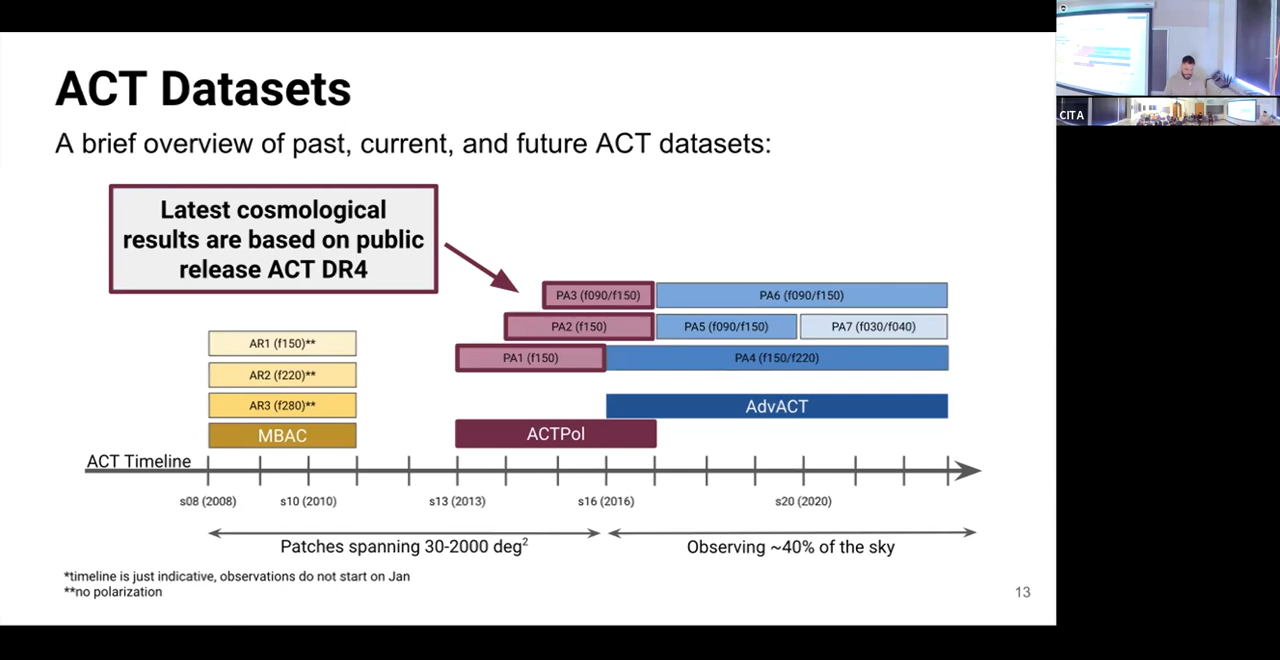 ACT Datasets
A brief overview of past, current, and future ACT datasets:
Latest cosmological
results are based on public
release ACT DR4
PA3 (f090/f150)
PA6 (f090/f150)
PA2 (f150)
PA5 (f090/f150)
PA7 (f030/f040)
AR1 (f150)**
PA1 (f150)
PA4 (f150/f220)
AR2 (f220)**
AR3 (f280)**
AdvACT
MBAC
ACTPol
ACT Timeline
s08 (2008)
s10 (2010)
s13 (2013)
s16 (2016)
s20 (2020)
Patches spanning 30-2000 deg²
Observing ~40% of the sky
*timeline is just indicative, observations do not start on Jan
**no polarization
13
CITA